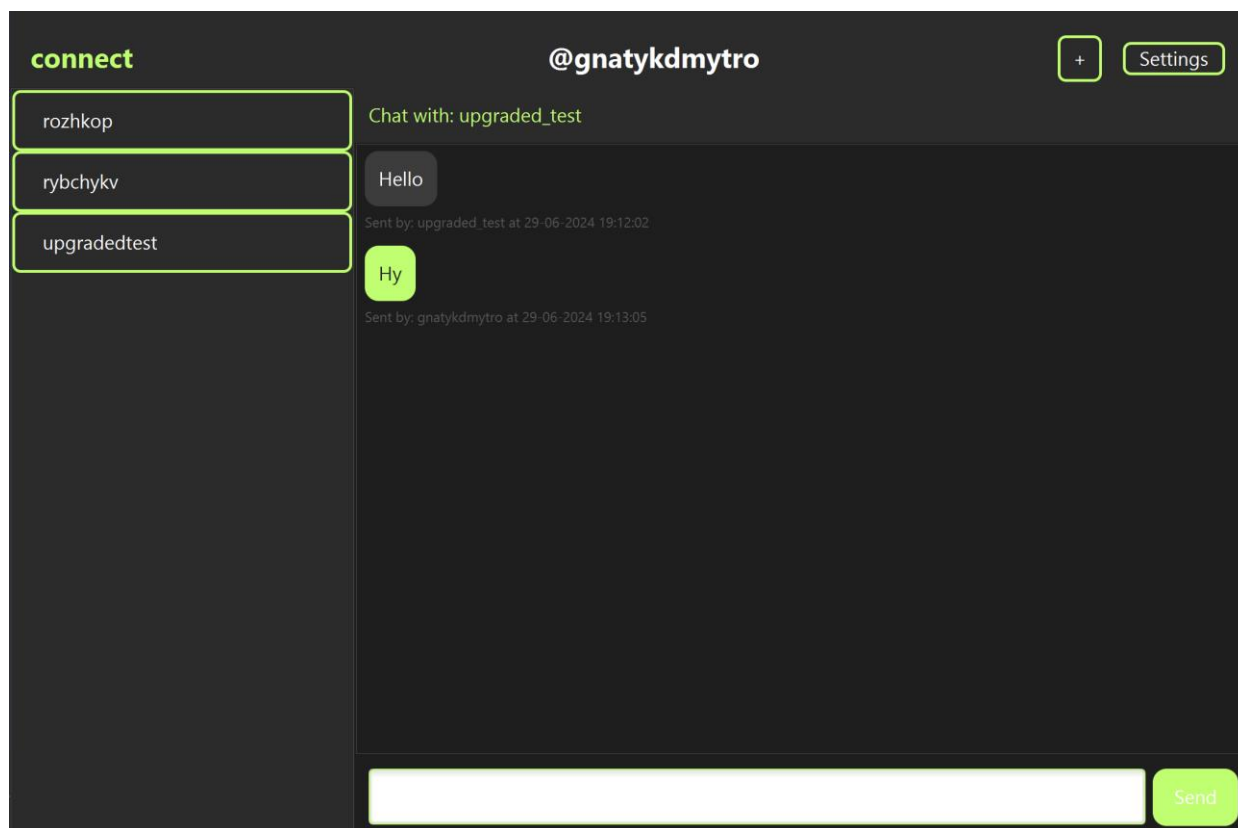 connect
@gnatykdmytro
+
Settings
rozhkop
rybchykv
upgradedtest
Chat with: upgraded_test
Hello
Sent by: upgraded_test at 29-06-2024 19:12:02
Hy
Sent by: gnatykdmytro at 29-06-2024 19:13:05
Send